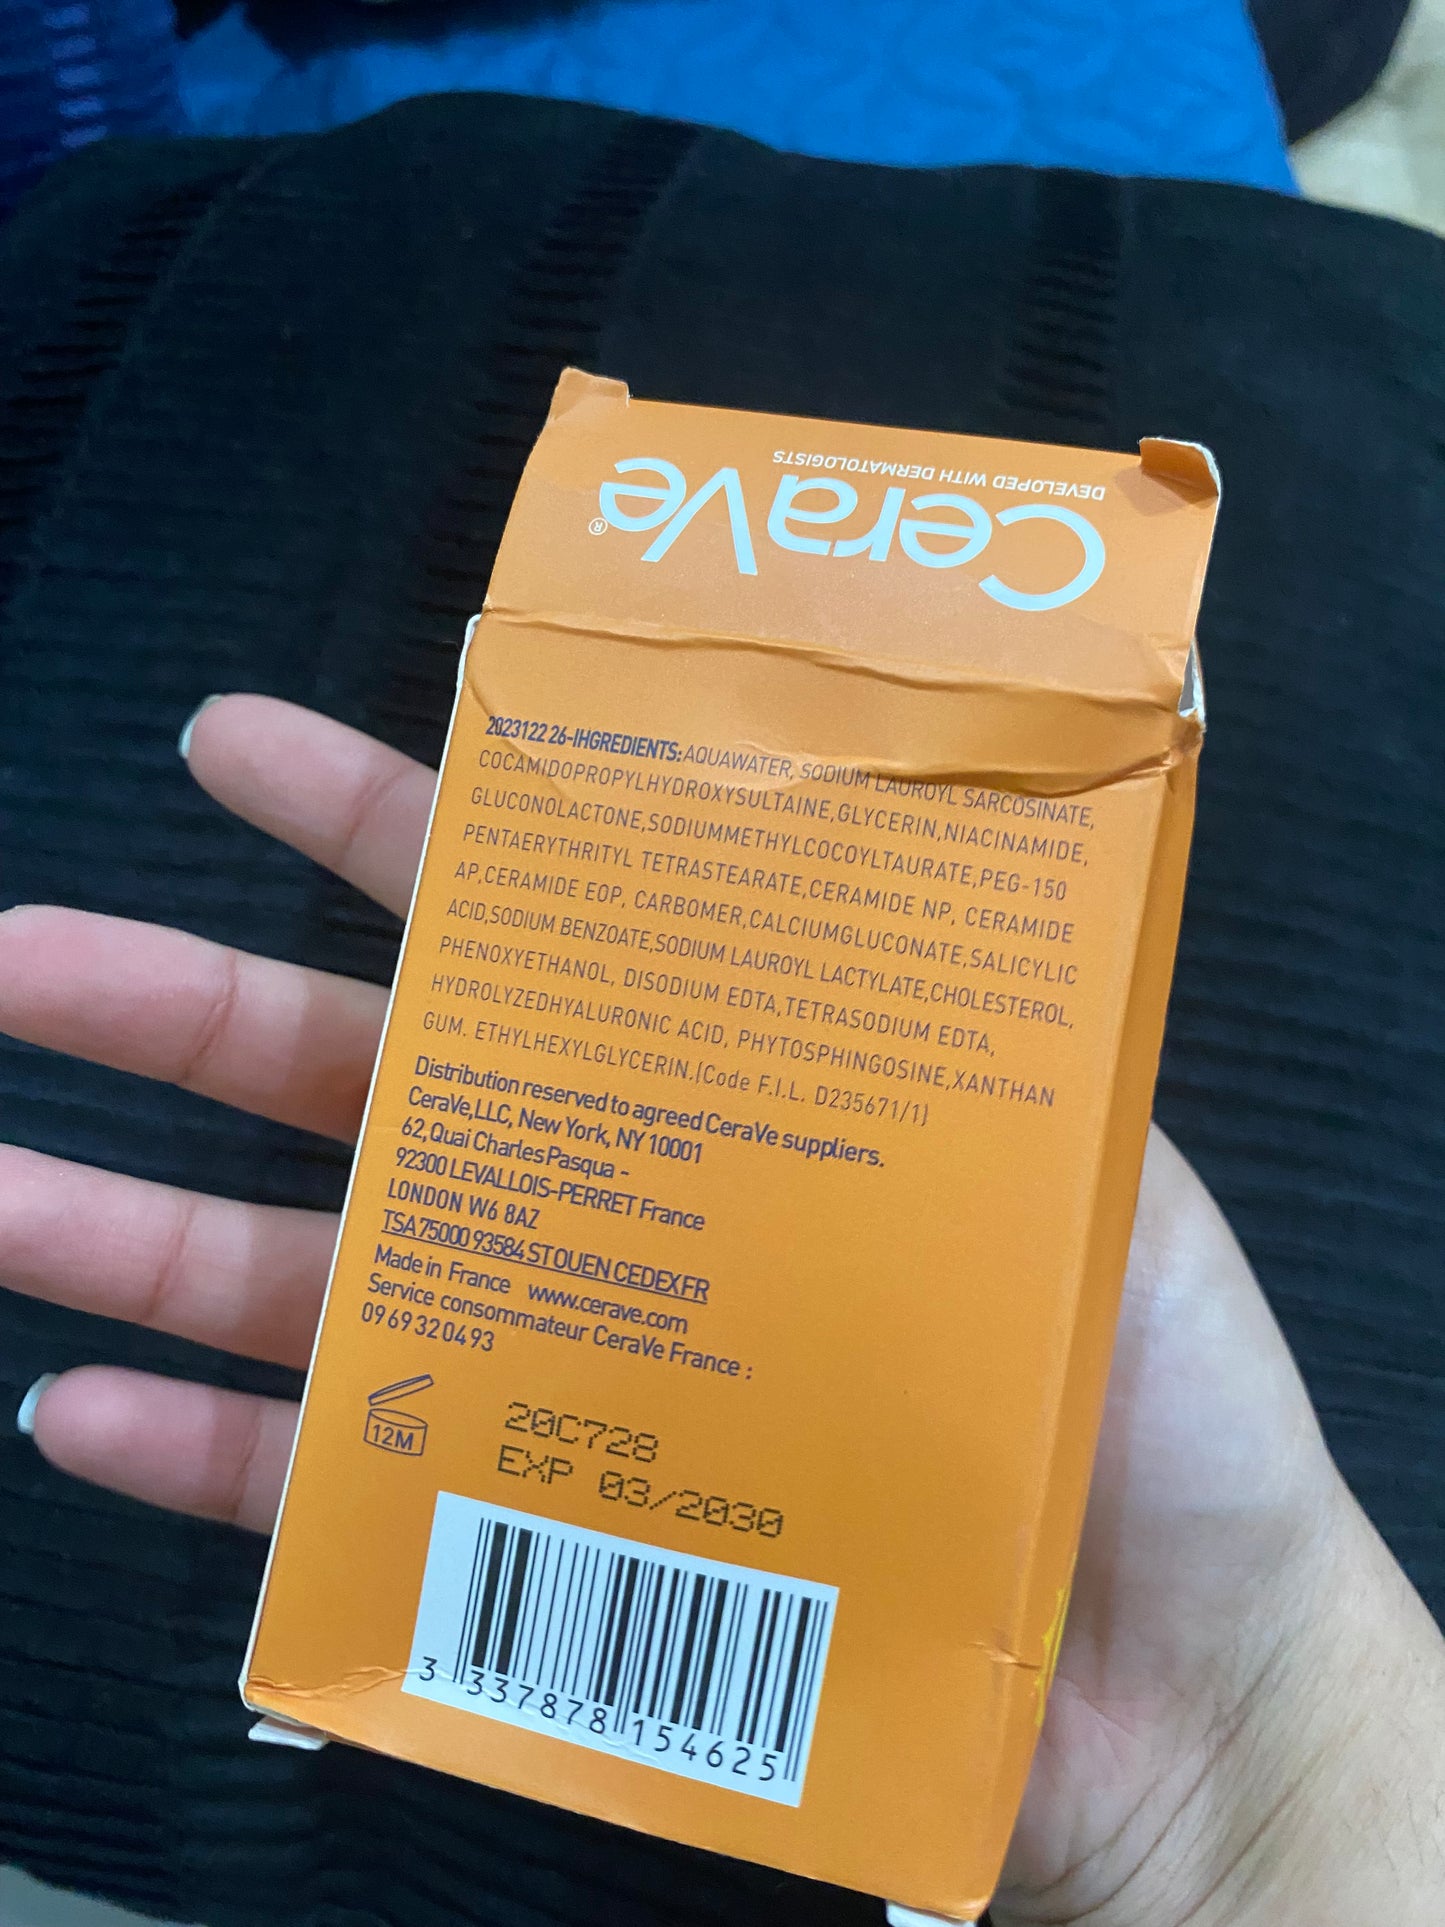 CeraVe®
DEVELOPED WITH DERMATOLOGISTS
2023122 26-IHGREDIENTS:AQUAWATER, SODIUM LAUROYL SARCOSINATE,
COCAMIDOPROPYLHYDROXYSULTAINE,GLYCERIN,NIACINAMIDE,
GLUCONOLACTONE,SODIUMMETHYLCOCOYLTAURATE,PEG-150
PENTAERYTHRITYL TETRASTEARATE,CERAMIDE NP, CERAMIDE
AP,CERAMIDE EOP, CARBOMER,CALCIUMGLUCONATE,SALICYLIC
ACID,SODIUM BENZOATE,SODIUM LAUROYL LACTYLATE,CHOLESTEROL,
PHENOXYETHANOL, DISODIUM EDTA,TETRASODIUM EDTA,
HYDROLYZEDHYALURONIC ACID, PHYTOSPHINGOSINE,XANTHAN
GUM. ETHYLHEXYLGLYCERIN.(Code F.I.L. D235671/1)
Distribution reserved to agreed CeraVe suppliers.
CeraVe,LLC, New York, NY 10001
62,Quai Charles Pasqua -
92300 LEVALLOIS-PERRET France
LONDON W6 8AZ
TSA 75000 93584 ST OUEN CEDEX FR
Made in France www.cerave.com
Service consommateur CeraVe France :
09 69 32 04 93
12M
20C728
EXP 03/2030
3 337878 154625